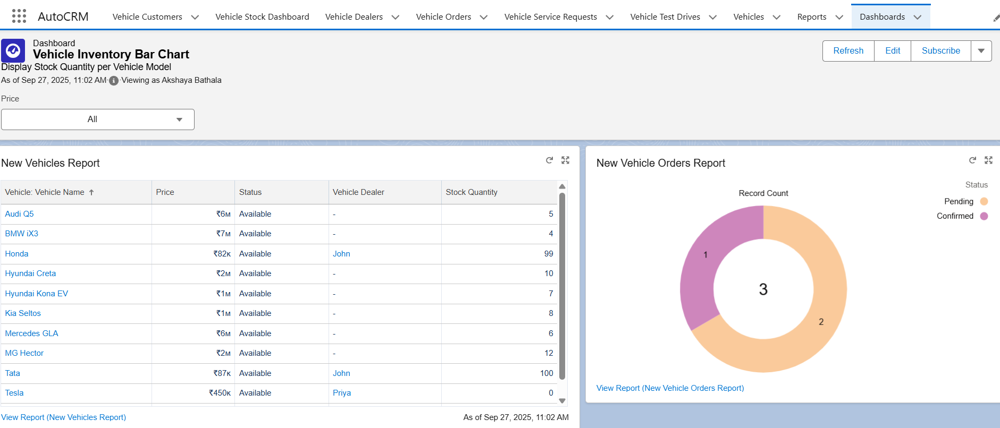 AutoCRM Vehicle Customers Vehicle Stock Dashboard Vehicle Dealers Vehicle Orders Vehicle Service Requests Vehicle Test Drives Vehicles Reports Dashboards
Dashboard
Vehicle Inventory Bar Chart
Display Stock Quantity per Vehicle Model
As of Sep 27, 2025, 11:02 AM·Viewing as Akshaya Bathala
Refresh Edit Subscribe
Price
All
New Vehicles Report
Vehicle: Vehicle Name ↑ Price Status Vehicle Dealer Stock Quantity
Audi Q5 ₹6M Available - 5
BMW iX3 ₹7M Available - 4
Honda ₹82K Available John 99
Hyundai Creta ₹2M Available - 10
Hyundai Kona EV ₹1M Available - 7
Kia Seltos ₹1M Available - 8
Mercedes GLA ₹6M Available - 6
MG Hector ₹2M Available - 12
Tata ₹87K Available John 100
Tesla ₹450K Available Priya 0
View Report (New Vehicles Report) As of Sep 27, 2025, 11:02 AM
New Vehicle Orders Report
Status
Record Count
Pending
Confirmed
1
3
2
View Report (New Vehicle Orders Report)